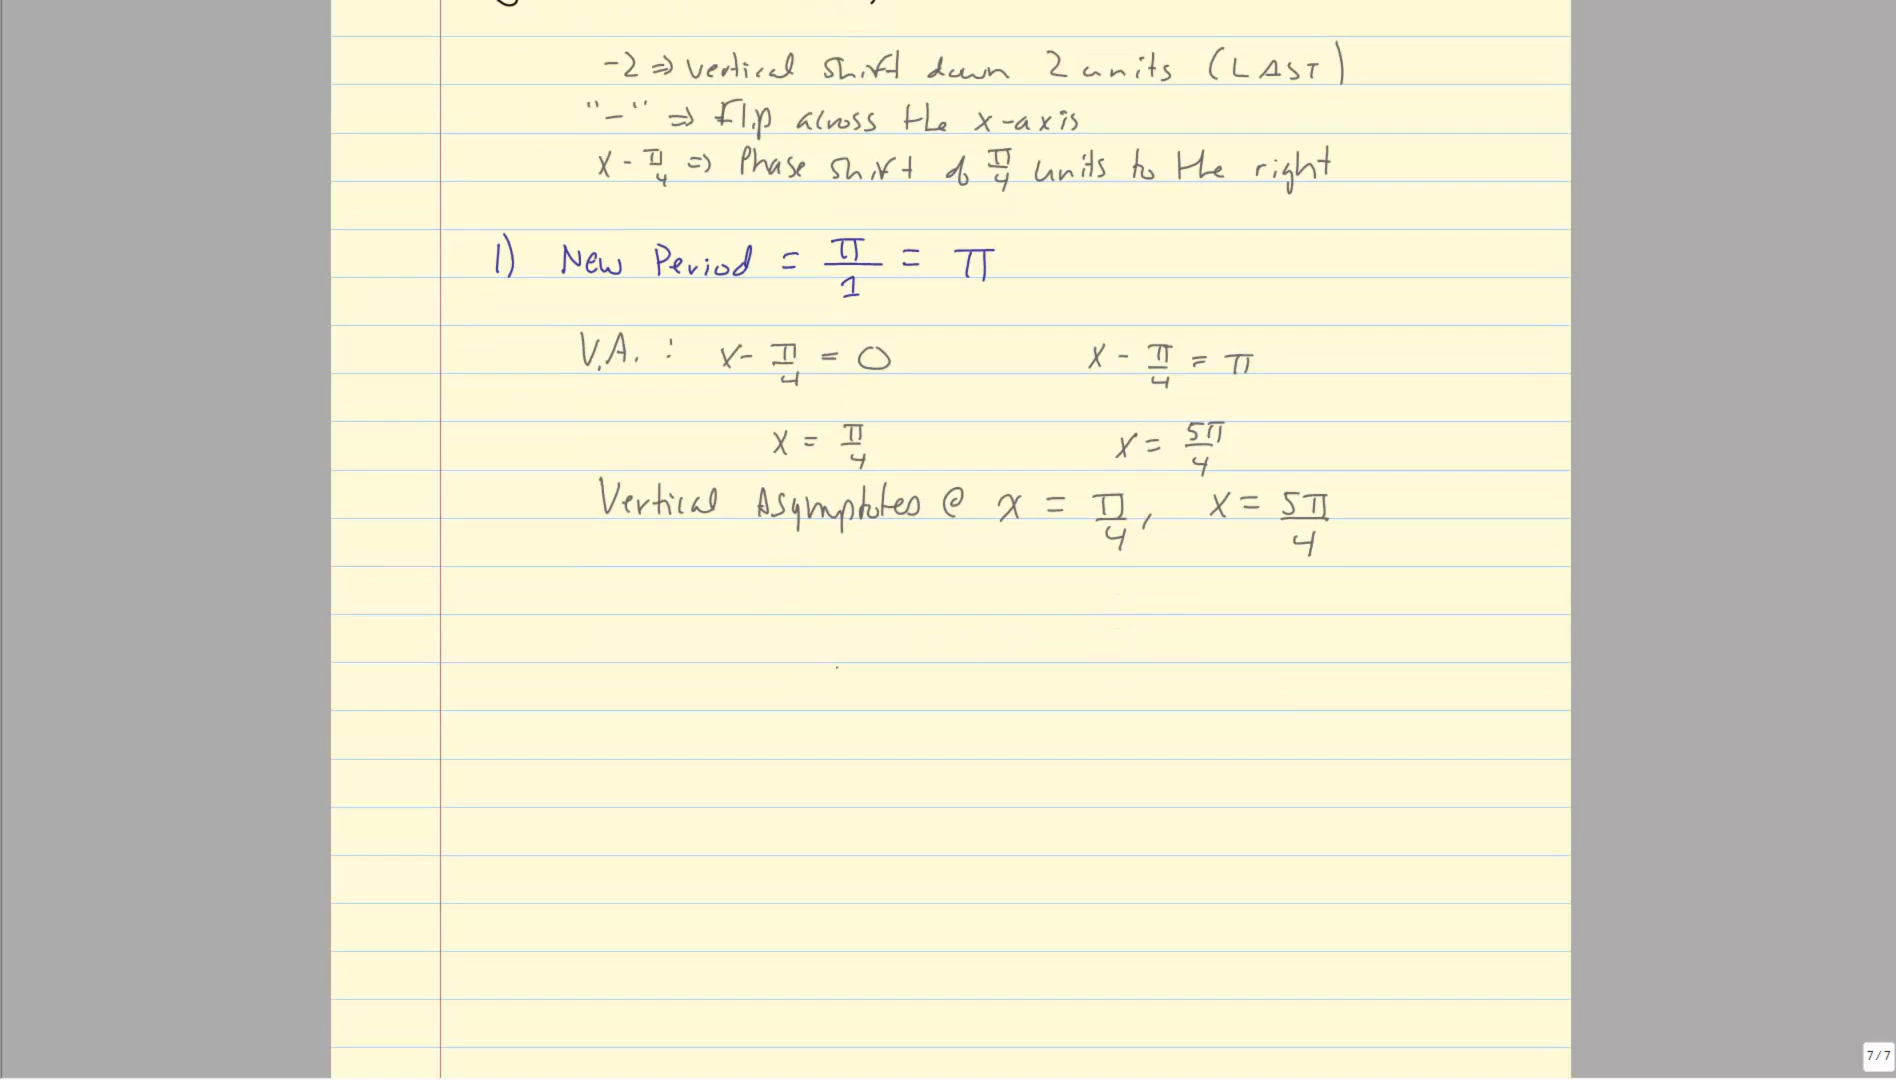 -2 ⇒ vertical shift down 2 units (LAST)
"-" ⇒ Flip across the x-axis
x - π/4 ⇒ Phase shift of π/4 units to the right
1) New Period = π/1 = π
V.A. : x - π/4 = 0 x - π/4 = π
x = π/4 x = 5π/4
Vertical Asymptotes @ x = π/4, x = 5π/4
7/7